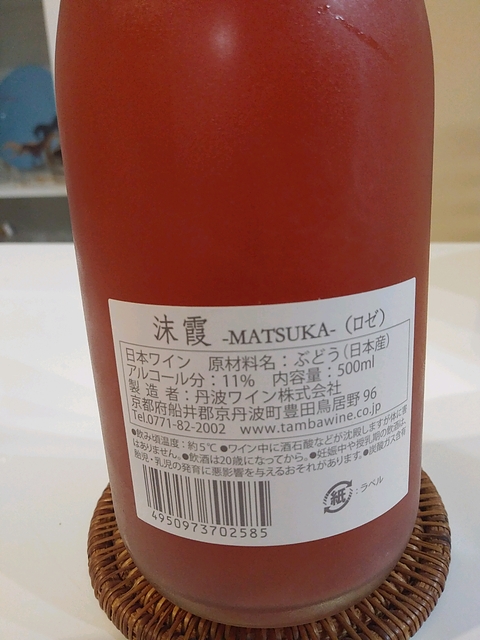 沫霞 -MATSUKA-（ロゼ）
日本ワイン 原材料名：ぶどう（日本産）
アルコール分：11% 内容量：500ml
製造者：丹波ワイン株式会社
京都府船井郡京丹波町豊田鳥居野 96
Tel.0771-82-2002 www.tambawine.co.jp
●飲み頃温度：約5℃ ●ワイン中に酒石酸などが沈殿しますが体に害
はありません。●飲酒は20歳になってから。●妊娠中や授乳期の飲酒は、
胎児・乳児の発育に悪影響を与えるおそれがあります。●炭酸ガス含有
紙：ラベル
4950973702585